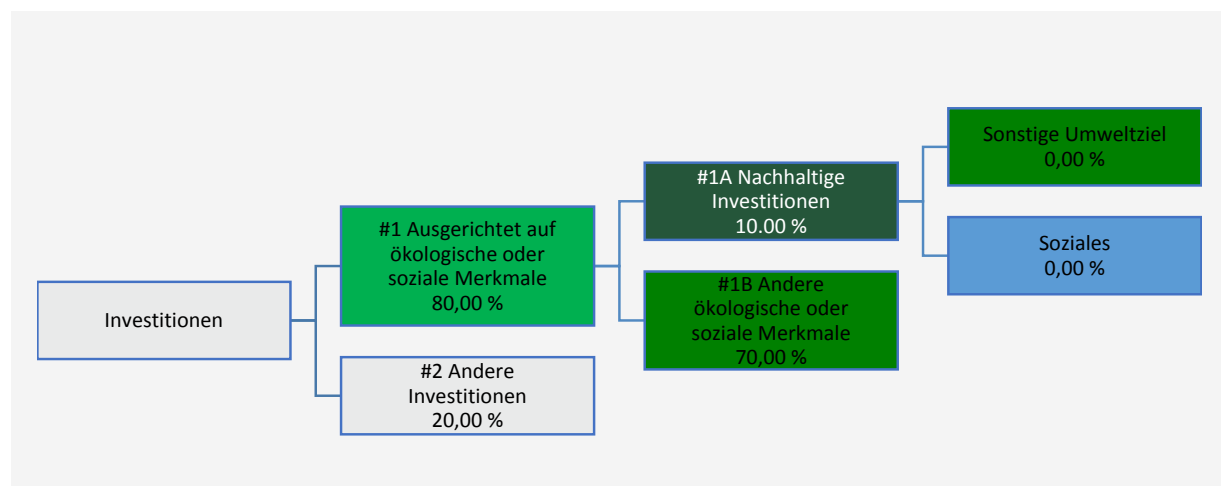 Investitionen
#1 Ausgerichtet auf
ökologische oder
soziale Merkmale
80,00 %
#2 Andere
Investitionen
20,00 %
#1A Nachhaltige
Investitionen
10.00 %
#1B Andere
ökologische oder
soziale Merkmale
70,00 %
Sonstige Umweltziel
0,00 %
Soziales
0,00 %